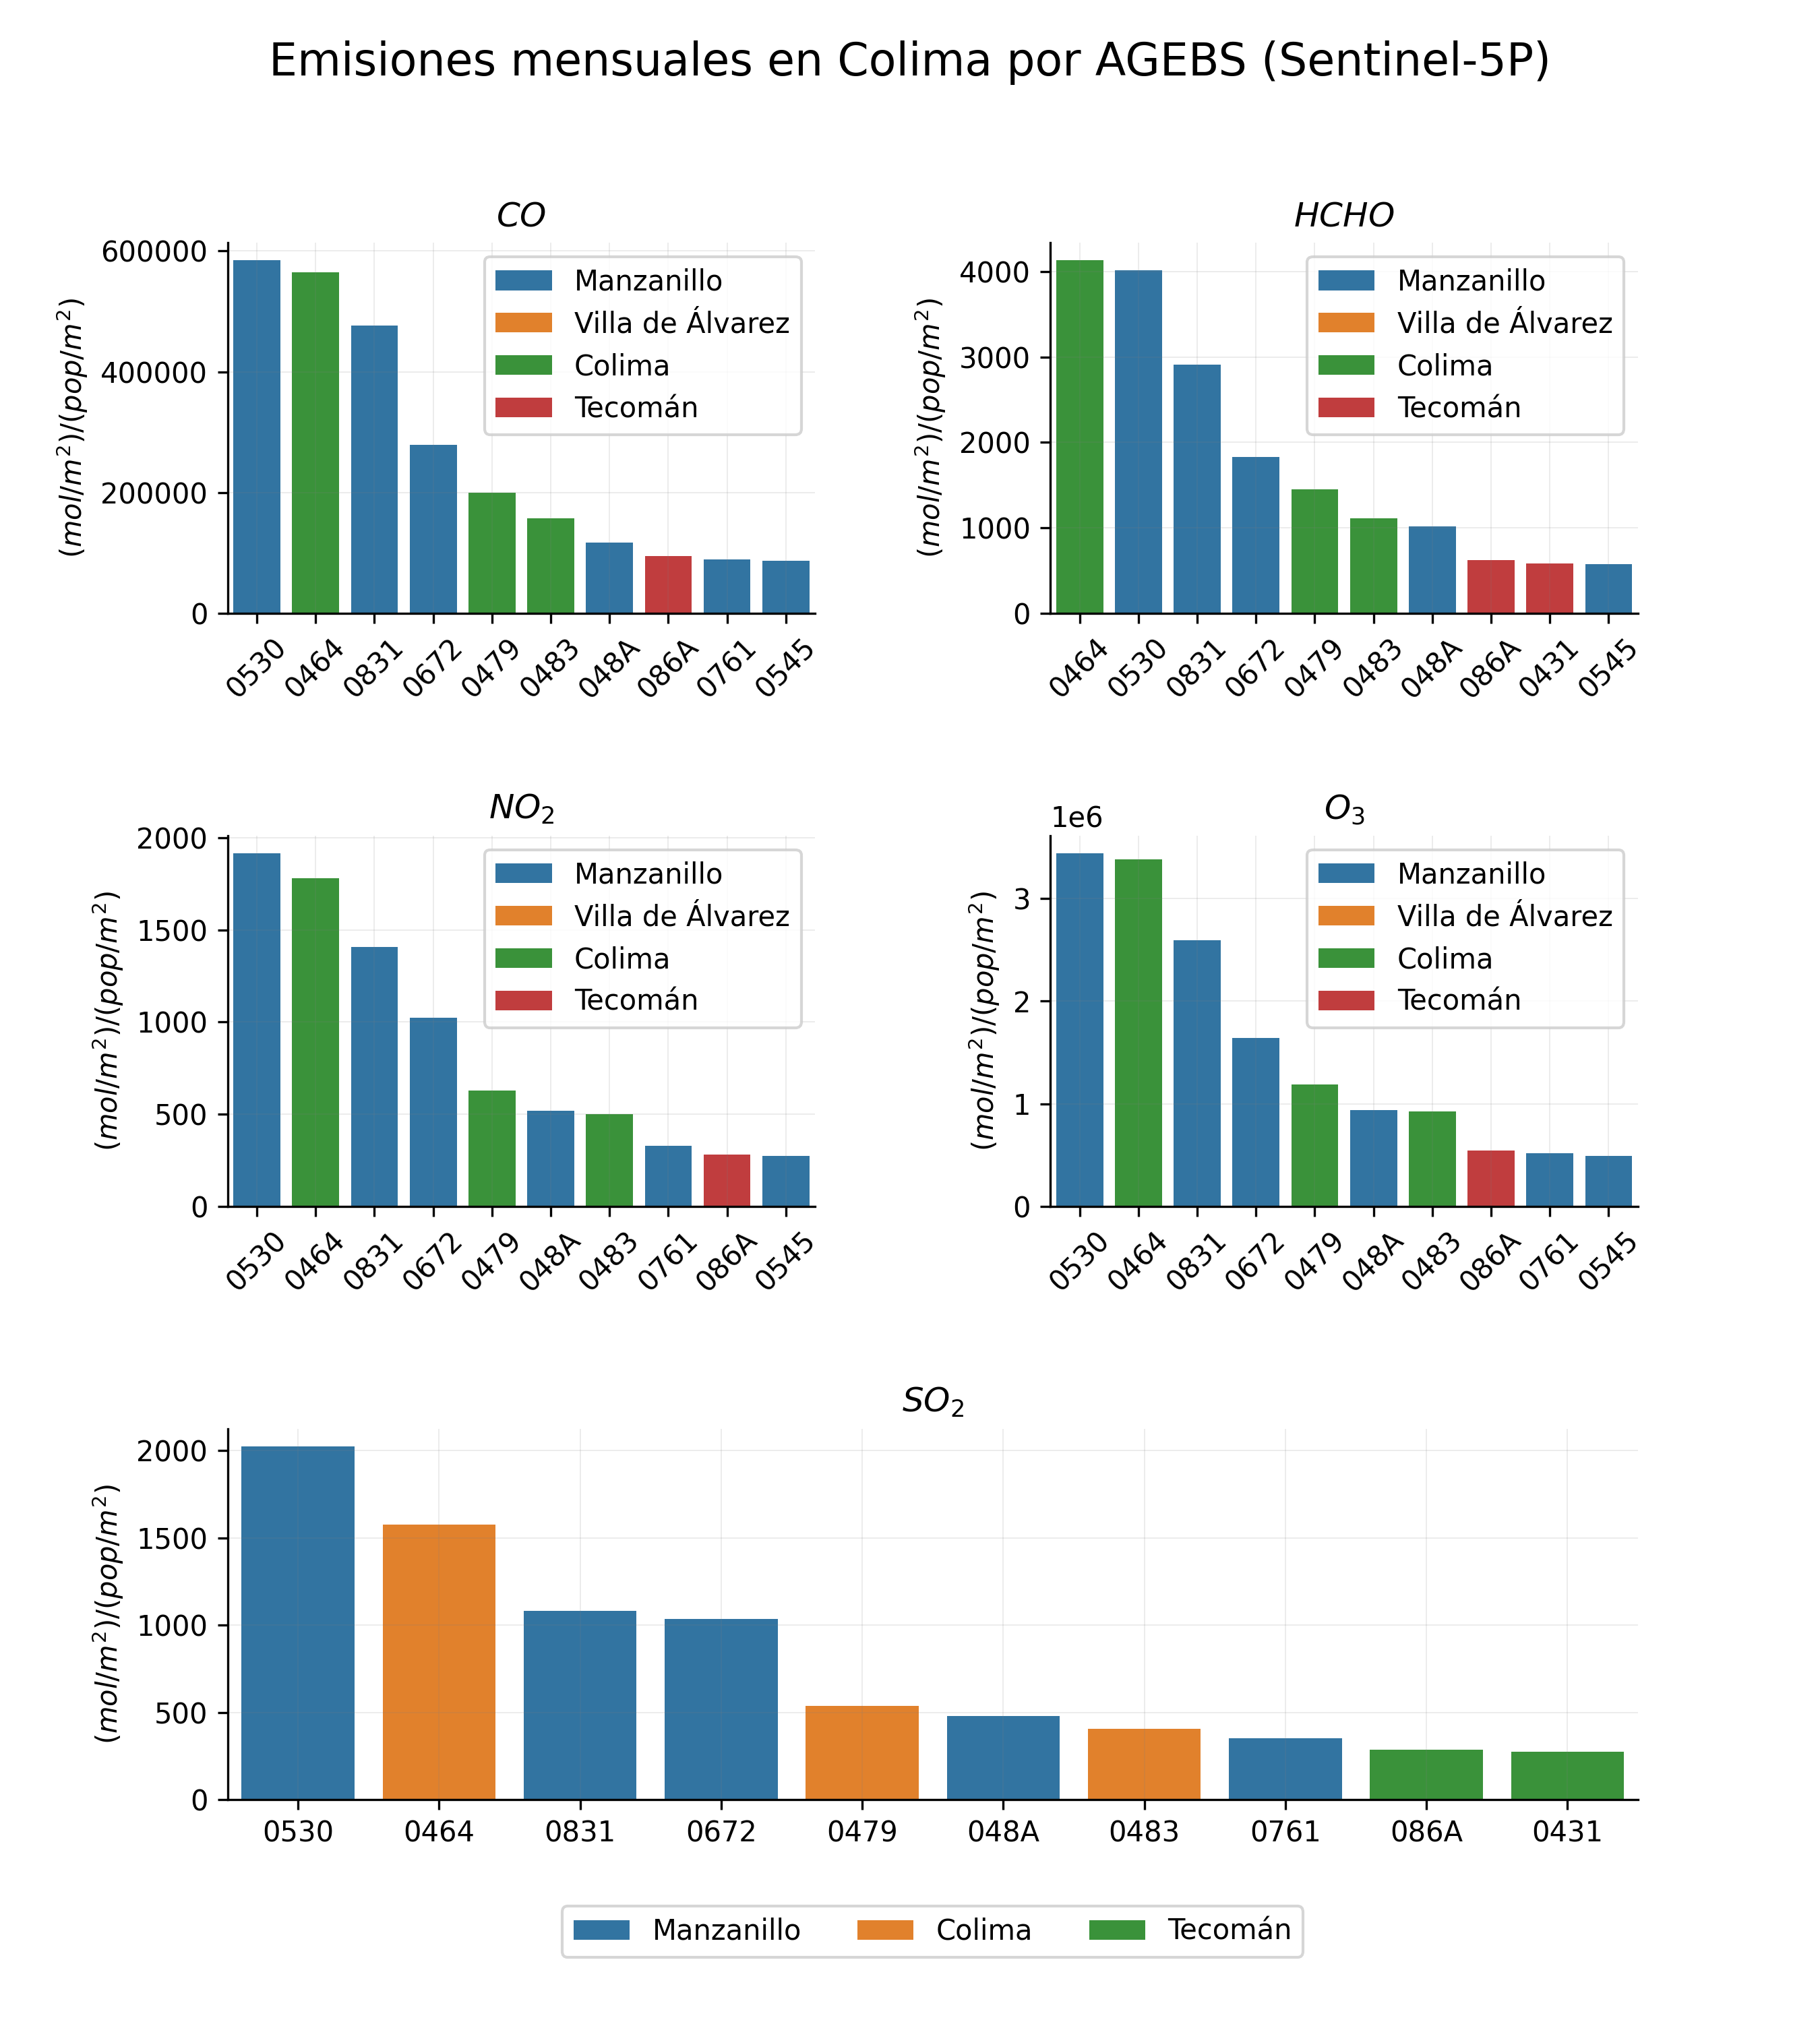 Emisiones mensuales en Colima por AGEBS (Sentinel-5P)
CO
(mol/m²)/(pop/m²)
600000
400000
200000
0
Manzanillo
Villa de Álvarez
Colima
Tecomán
0530 0464 0831 0672 0479 0483 048A 086A 0761 0545
HCHO
(mol/m²)/(pop/m²)
4000
3000
2000
1000
0
Manzanillo
Villa de Álvarez
Colima
Tecomán
0464 0530 0831 0672 0479 0483 048A 086A 0431 0545
NO₂
(mol/m²)/(pop/m²)
2000
1500
1000
500
0
Manzanillo
Villa de Álvarez
Colima
Tecomán
0530 0464 0831 0672 0479 048A 0483 0761 086A 0545
O₃
1e6
(mol/m²)/(pop/m²)
3
2
1
0
Manzanillo
Villa de Álvarez
Colima
Tecomán
0530 0464 0831 0672 0479 048A 0483 086A 0761 0545
SO₂
(mol/m²)/(pop/m²)
2000
1500
1000
500
0
0530 0464 0831 0672 0479 048A 0483 0761 086A 0431
Manzanillo Colima Tecomán